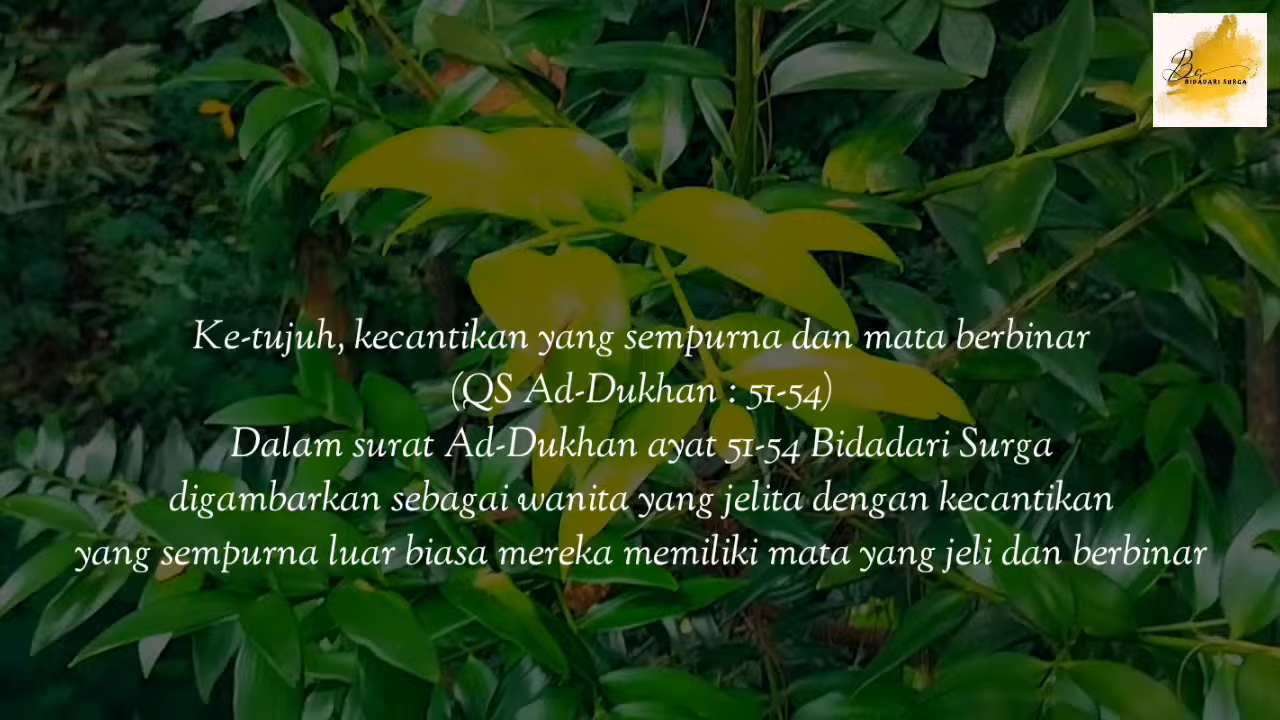 Bs
BIDADARI SURGA
Ke-tujuh, kecantikan yang sempurna dan mata berbinar
(QS Ad-Dukhan : 51-54)
Dalam surat Ad-Dukhan ayat 51-54 Bidadari Surga
digambarkan sebagai wanita yang jelita dengan kecantikan
yang sempurna luar biasa mereka memiliki mata yang jeli dan berbinar